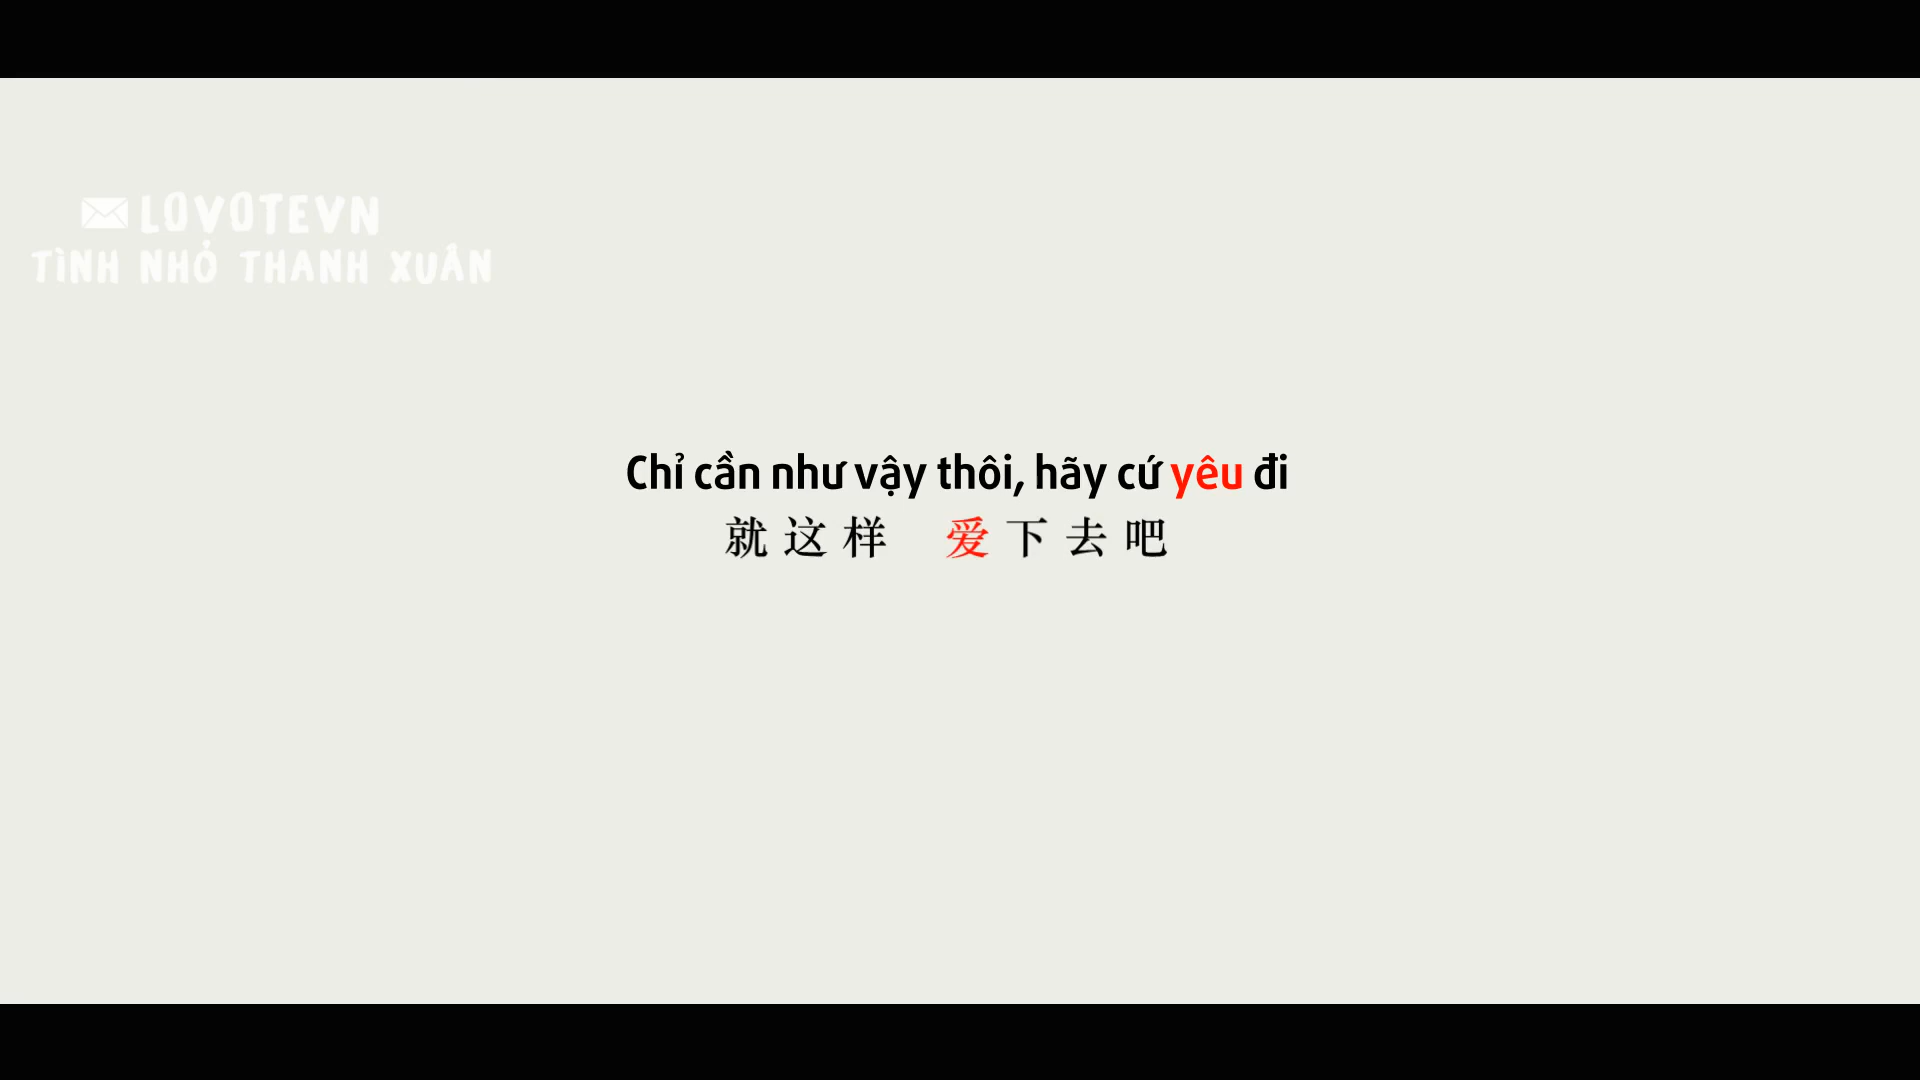 LOVOTEVN
TÌNH NHỎ THANH XUÂN
Chỉ cần như vậy thôi, hãy cứ yêu đi
就这样 爱下去吧